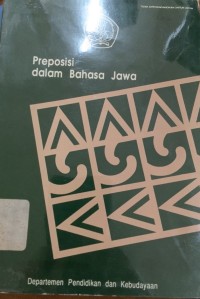 Preposisi
dalam Bahasa Jawa
Departemen Pendidikan dan Kebudayaan